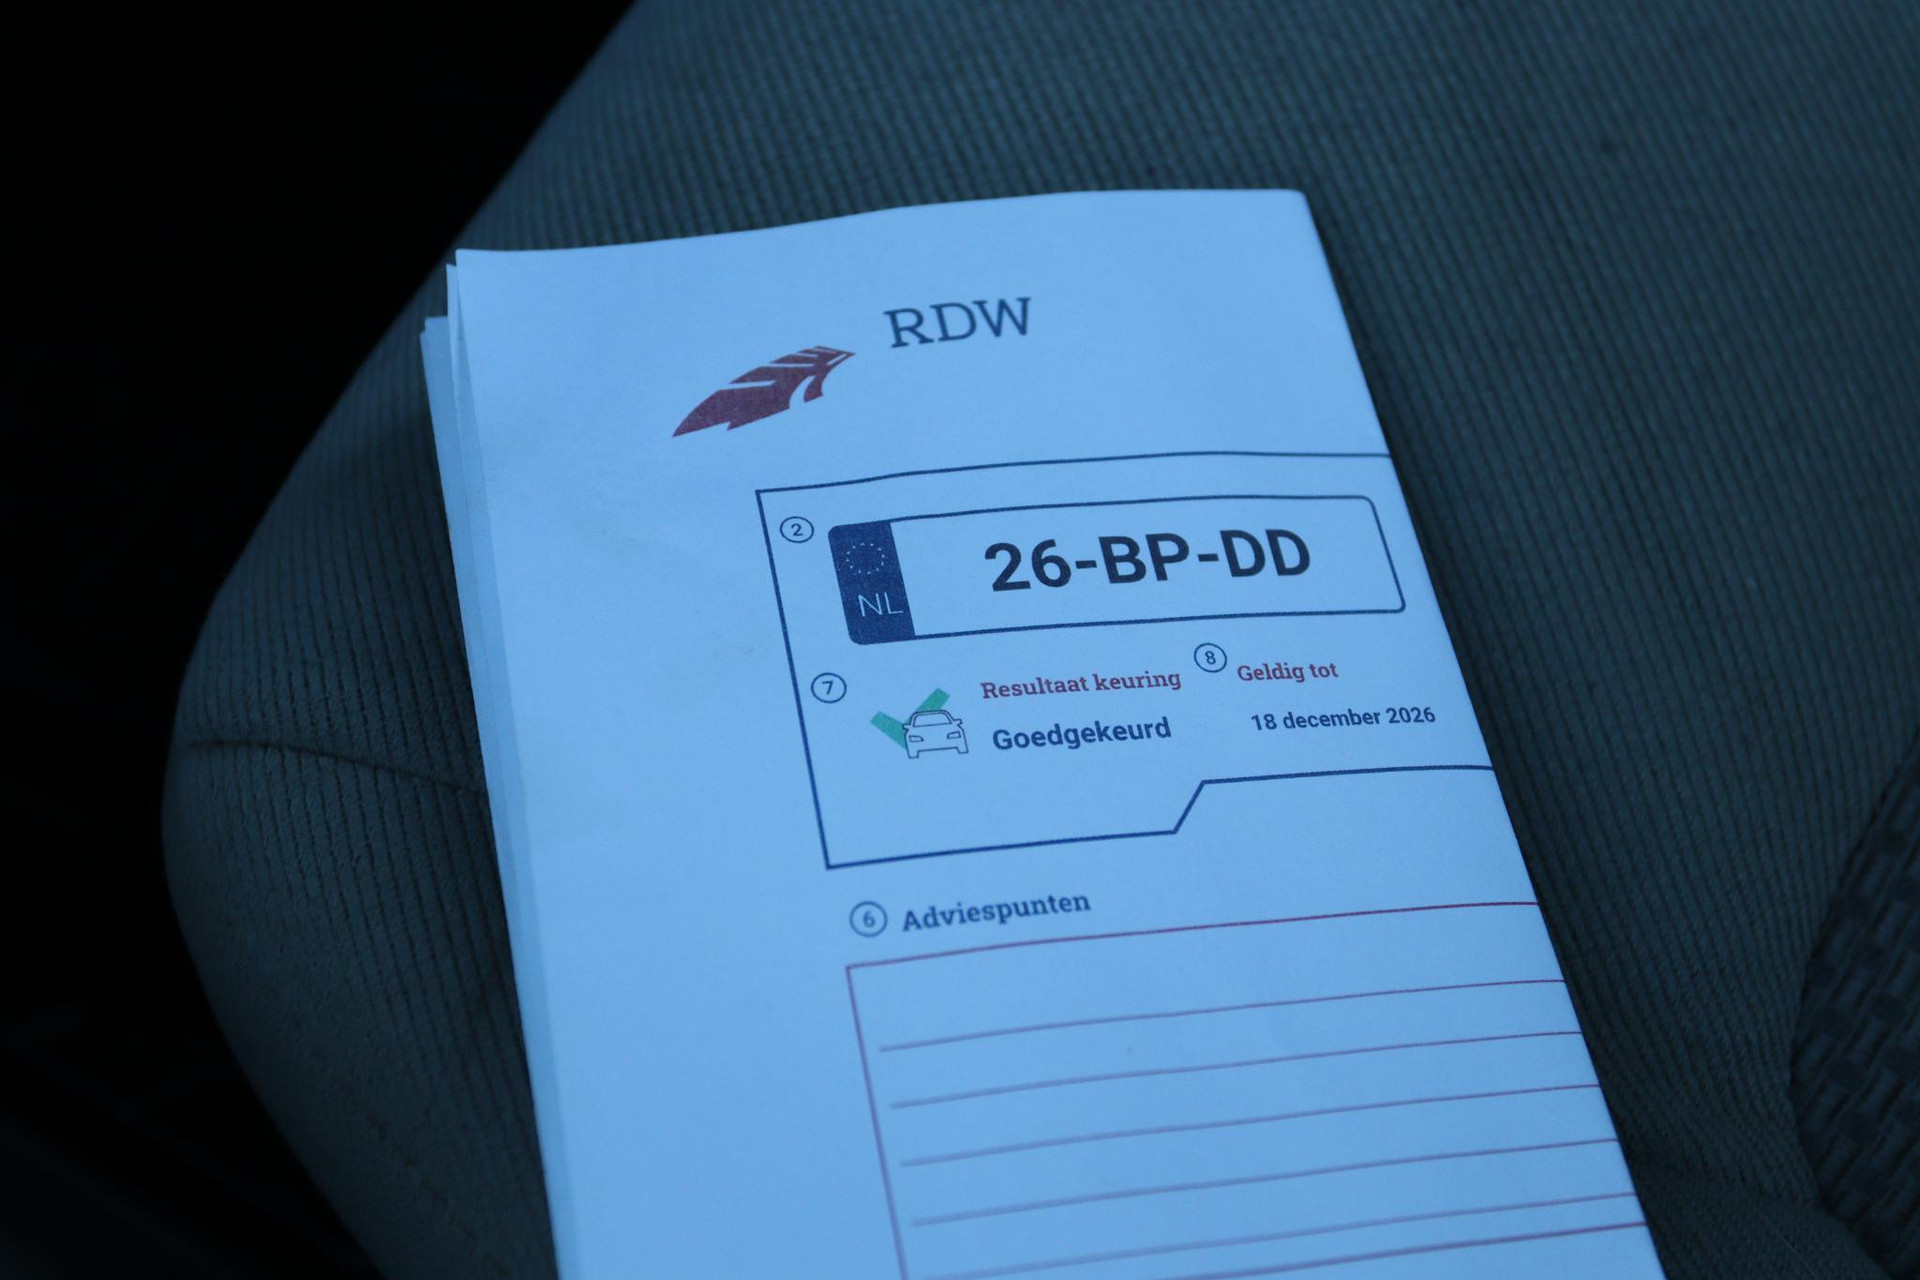 RDW
2
NL
26-BP-DD
7
Resultaat keuring
Goedgekeurd
8
Geldig tot
18 december 2026
6 Adviespunten